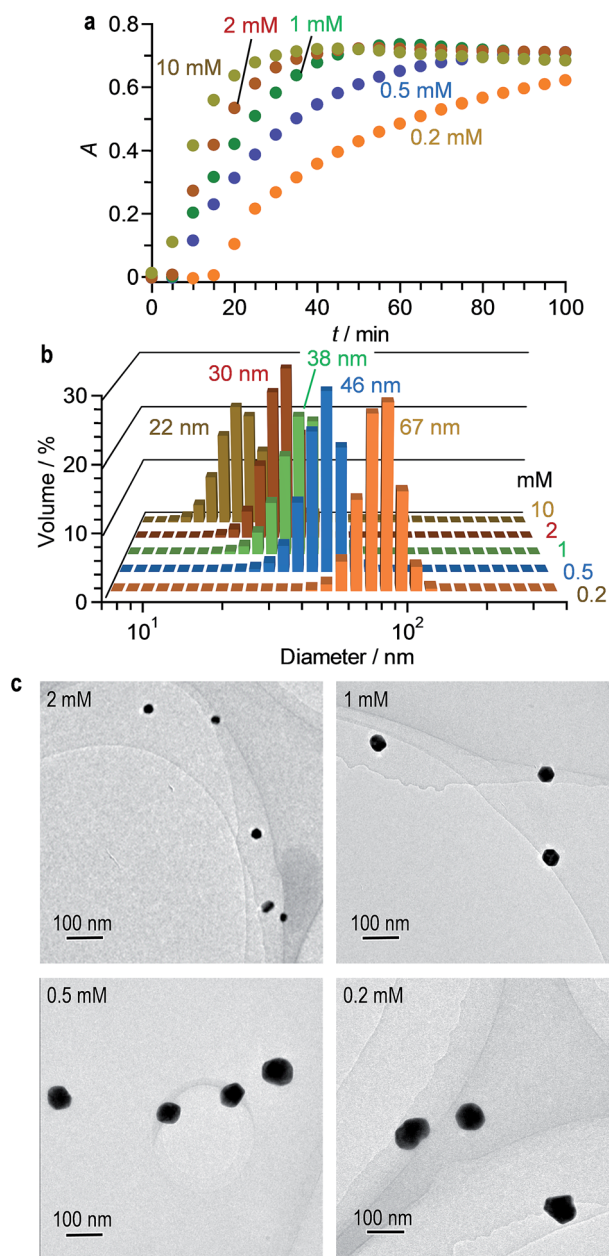 a
2 mM
1 mM
10 mM
0.5 mM
0.2 mM
A
0.8
0.6
0.4
0.2
0
0 20 40 60 80 100
t / min
b
38 nm
30 nm
46 nm
22 nm
67 nm
Volume / %
30
20
10
0
mM
10
2
1
0.5
0.2
10¹ 10²
Diameter / nm
c
2 mM
100 nm
1 mM
100 nm
0.5 mM
100 nm
0.2 mM
100 nm